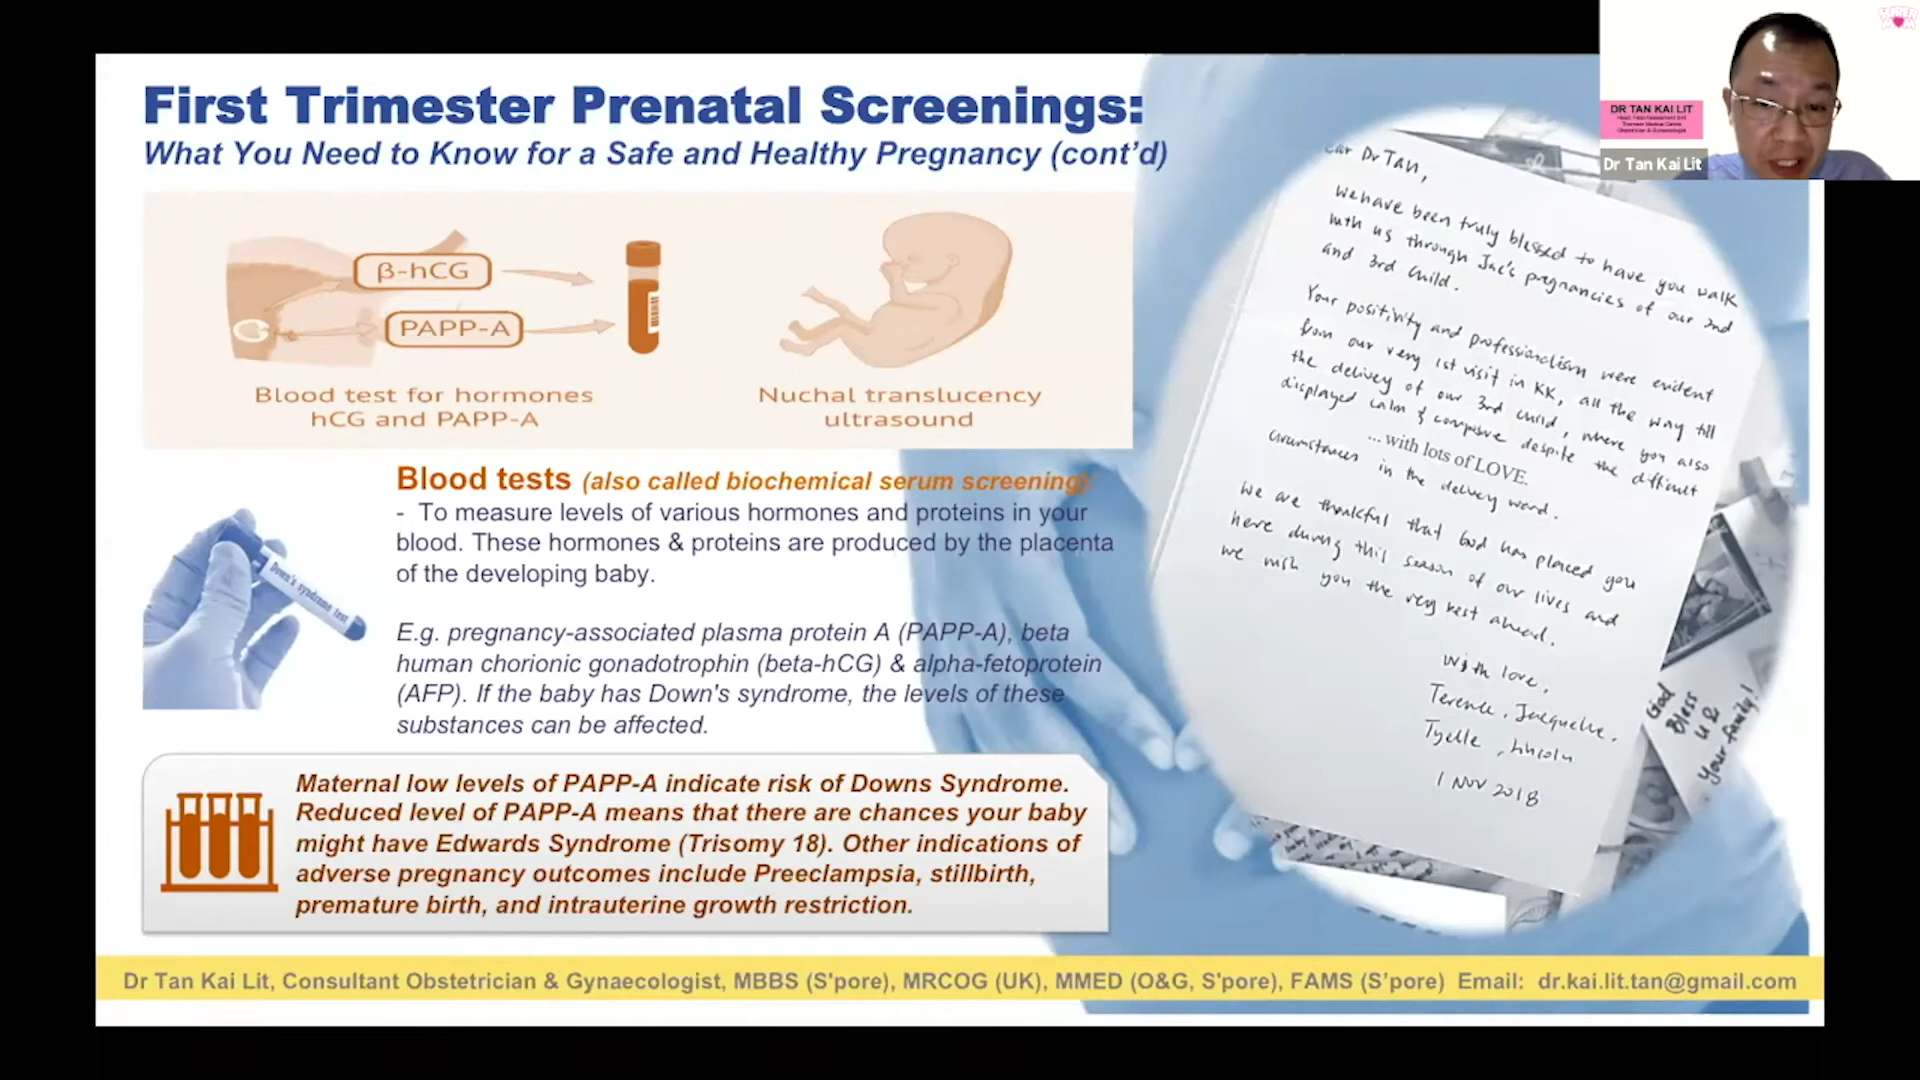 First Trimester Prenatal Screenings:
What You Need to Know for a Safe and Healthy Pregnancy (cont'd)
β-hCG
PAPP-A
Blood test for hormones
hCG and PAPP-A
Nuchal translucency
ultrasound
Blood tests (also called biochemical serum screening)
- To measure levels of various hormones and proteins in your
blood. These hormones & proteins are produced by the placenta
of the developing baby.
Down's syndrome test
E.g. pregnancy-associated plasma protein A (PAPP-A), beta
human chorionic gonadotrophin (beta-hCG) & alpha-fetoprotein
(AFP). If the baby has Down's syndrome, the levels of these
substances can be affected.
Maternal low levels of PAPP-A indicate risk of Downs Syndrome.
Reduced level of PAPP-A means that there are chances your baby
might have Edwards Syndrome (Trisomy 18). Other indications of
adverse pregnancy outcomes include Preeclampsia, stillbirth,
premature birth, and intrauterine growth restriction.
Dr Tan,
We have been truly blessed to have you walk
with us through Jac's pregnancies of our 2nd
and 3rd child.
Your positivity and professionalism were evident
from our very 1st visit in KK, all the way till
the delivery of our 3rd child, where you also
displayed calm & composure despite the difficult
... with lots of LOVE.
circumstances in the delivery ward.
We are thankful that God has placed you
here during this season of our lives and
we wish you the very best ahead.
With love,
Terence, Jacqueline,
Tyelle, Lincoln
1 NOV 2018
God
Bless
U &
Your family!
DR TAN KAI LIT
Thomson Medical Centre
Obstetrician & Gynaecologist
Dr Tan Kai Lit
SUPER
MOM
Dr Tan Kai Lit, Consultant Obstetrician & Gynaecologist, MBBS (S'pore), MRCOG (UK), MMED (O&G, S'pore), FAMS (S'pore) Email: dr.kai.lit.tan@gmail.com